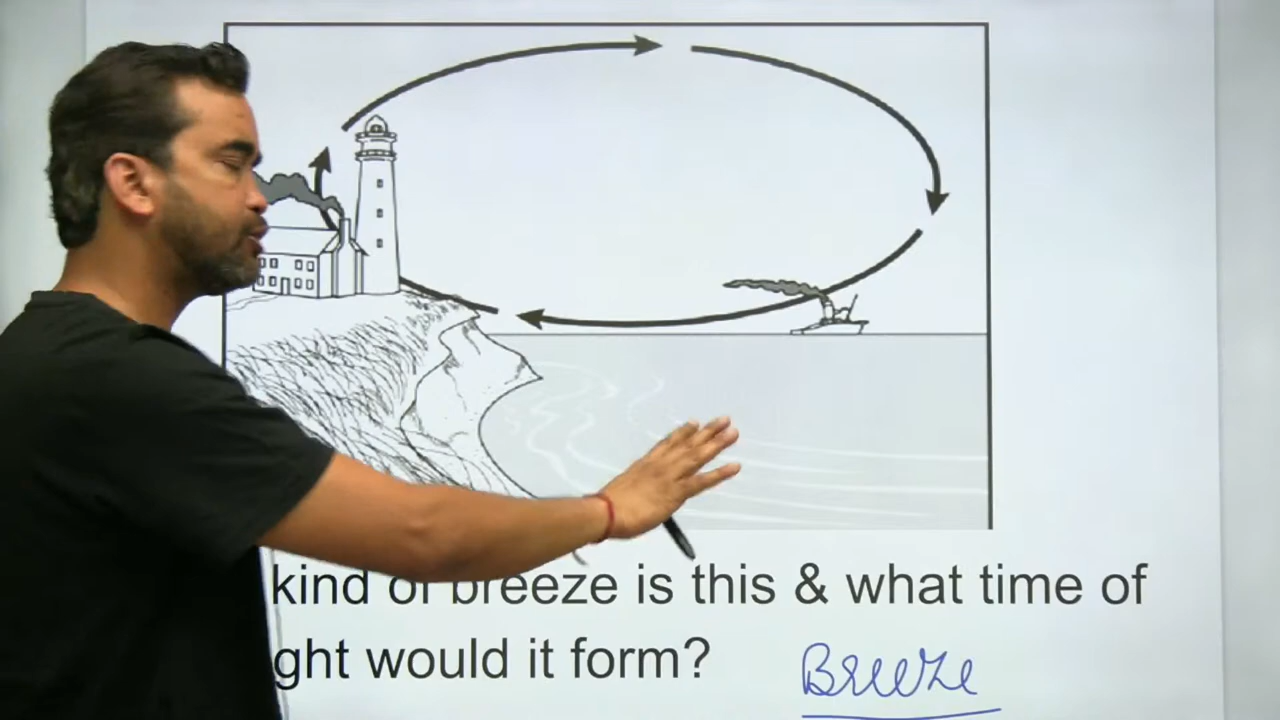 kind of breeze is this & what time of
ght would it form?
Breeze